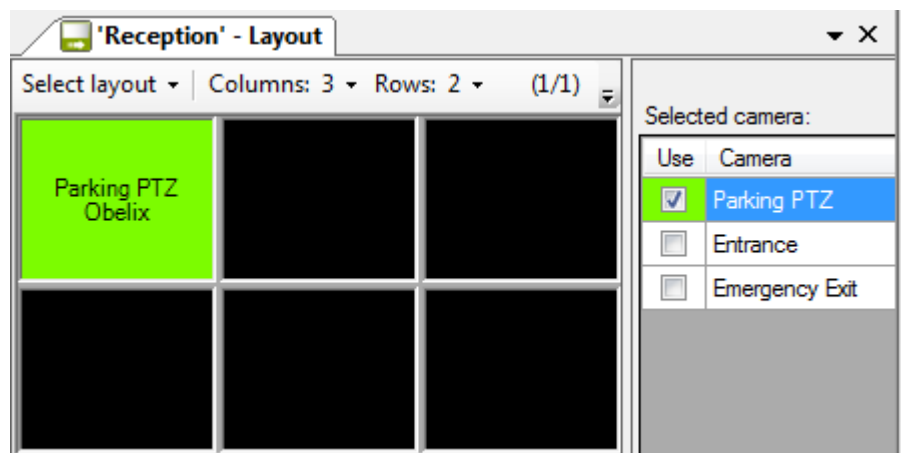 'Reception' - Layout
Select layout Columns: 3 Rows: 2 (1/1)
Selected camera:
Use Camera
Parking PTZ
Obelix
Parking PTZ
Entrance
Emergency Exit